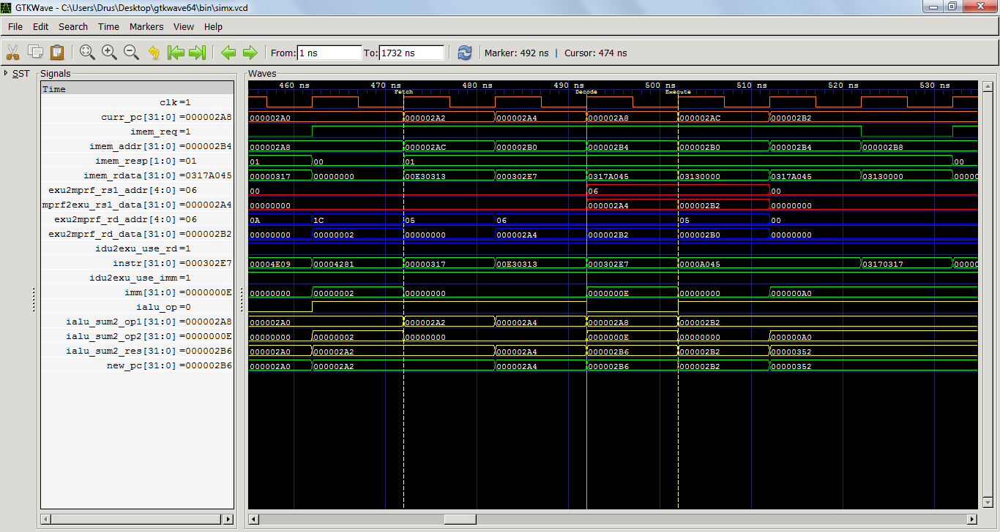 GTKWave - C:\Users\Drus\Desktop\gtkwave64\bin\simx.vcd
File Edit Search Time Markers View Help
From: 1 ns To: 1732 ns Marker: 492 ns | Cursor: 474 ns
SST Signals Waves
Time 460 ns 470 ns 480 ns 490 ns 500 ns 510 ns 520 ns 530 ns
Fetch Decode Execute
clk =1
curr_pc[31:0] =000002A8 000002A0 000002A2 000002A4 000002A8 000002AC 000002B2
imem_req =1
imem_addr[31:0] =000002B4 000002A8 000002AC 000002B0 000002B4 000002B0 000002B4 000002B8
imem_resp[1:0] =01 01 00 01 00
imem_rdata[31:0] =0317A045 00000317 00000000 00E30313 000302E7 0317A045 03130000 0317A045 03130000 00000
exu2mprf_rs1_addr[4:0] =06 00 06 00
mprf2exu_rs1_data[31:0] =000002A4 00000000 000002A4 000002B2 00000000
exu2mprf_rd_addr[4:0] =06 0A 1C 05 06 05 00
exu2mprf_rd_data[31:0] =000002B2 00000000 00000002 00000000 000002A4 000002B2 000002B0 00000000
idu2exu_use_rd =1
instr[31:0] =000302E7 00004E09 00004281 00000317 00E30313 000302E7 0000A045 03170317 00000
idu2exu_use_imm =1
imm[31:0] =0000000E 00000000 00000002 00000000 0000000E 00000000 000000A0
ialu_op =0
ialu_sum2_op1[31:0] =000002A8 000002A0 000002A2 000002A4 000002A8 000002B2
ialu_sum2_op2[31:0] =0000000E 00000000 00000002 00000000 0000000E 00000000 000000A0
ialu_sum2_res[31:0] =000002B6 000002A0 000002A2 000002A4 000002B6 000002B2 00000352
new_pc[31:0] =000002B6 000002A0 000002A2 000002A4 000002B6 000002B2 00000352